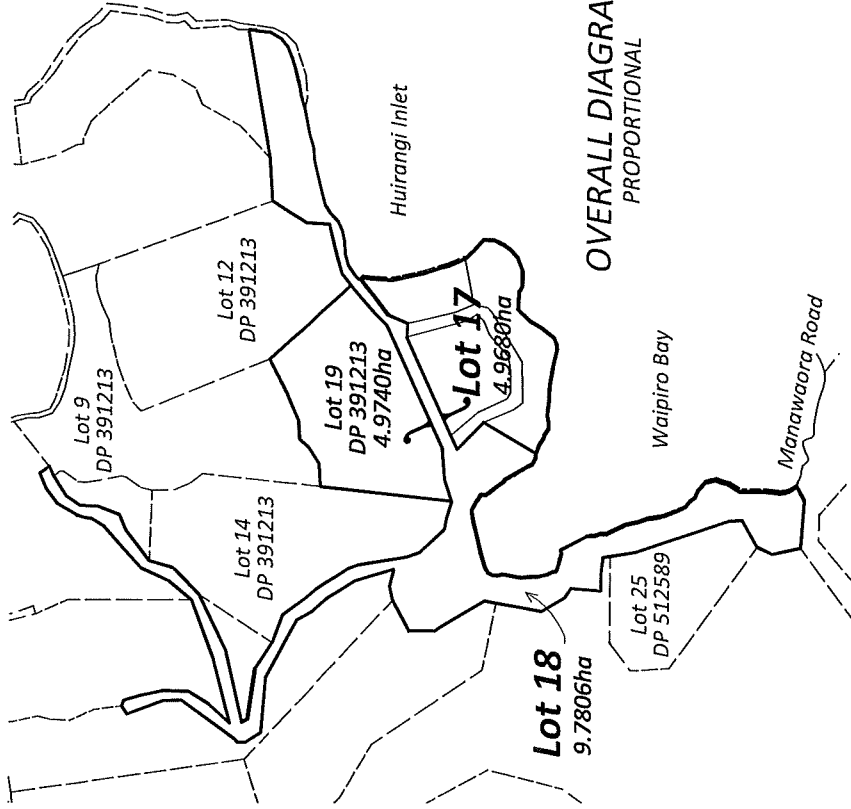 Lot 9
DP 391213
Lot 12
DP 391213
Huirangi Inlet
Lot 14
DP 391213
Lot 19
DP 391213
4.9740ha
Lot 17
4.9680ha
OVERALL DIAGRA
PROPORTIONAL
Waipiro Bay
Manawaora Road
Lot 18
9.7806ha
Lot 25
DP 512589